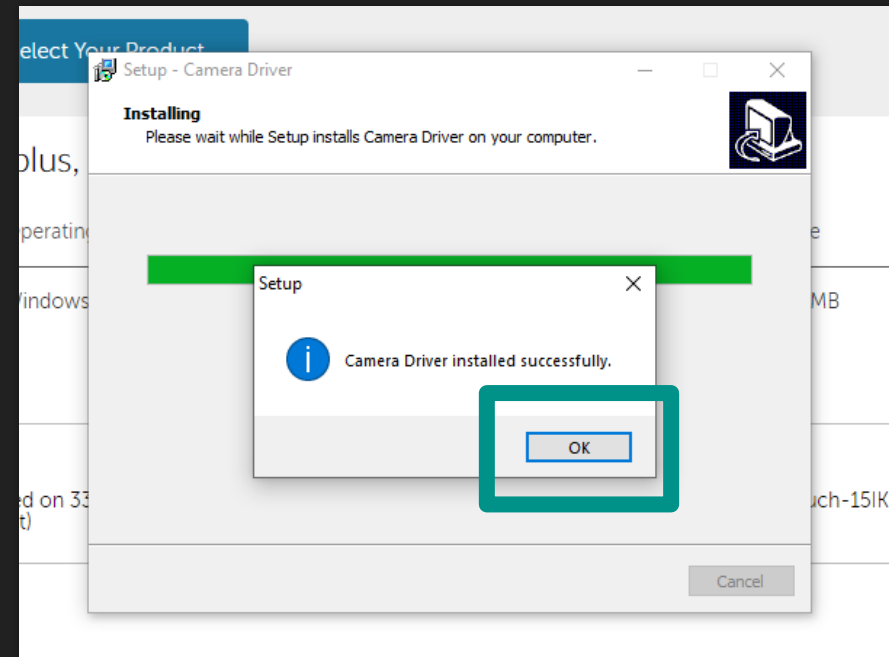 elect Your Product
Setup - Camera Driver
Installing
Please wait while Setup installs Camera Driver on your computer.
plus,
perating
e
Windows
MB
Setup
Camera Driver installed successfully.
OK
ed on 33
uch-15IK
t)
Cancel